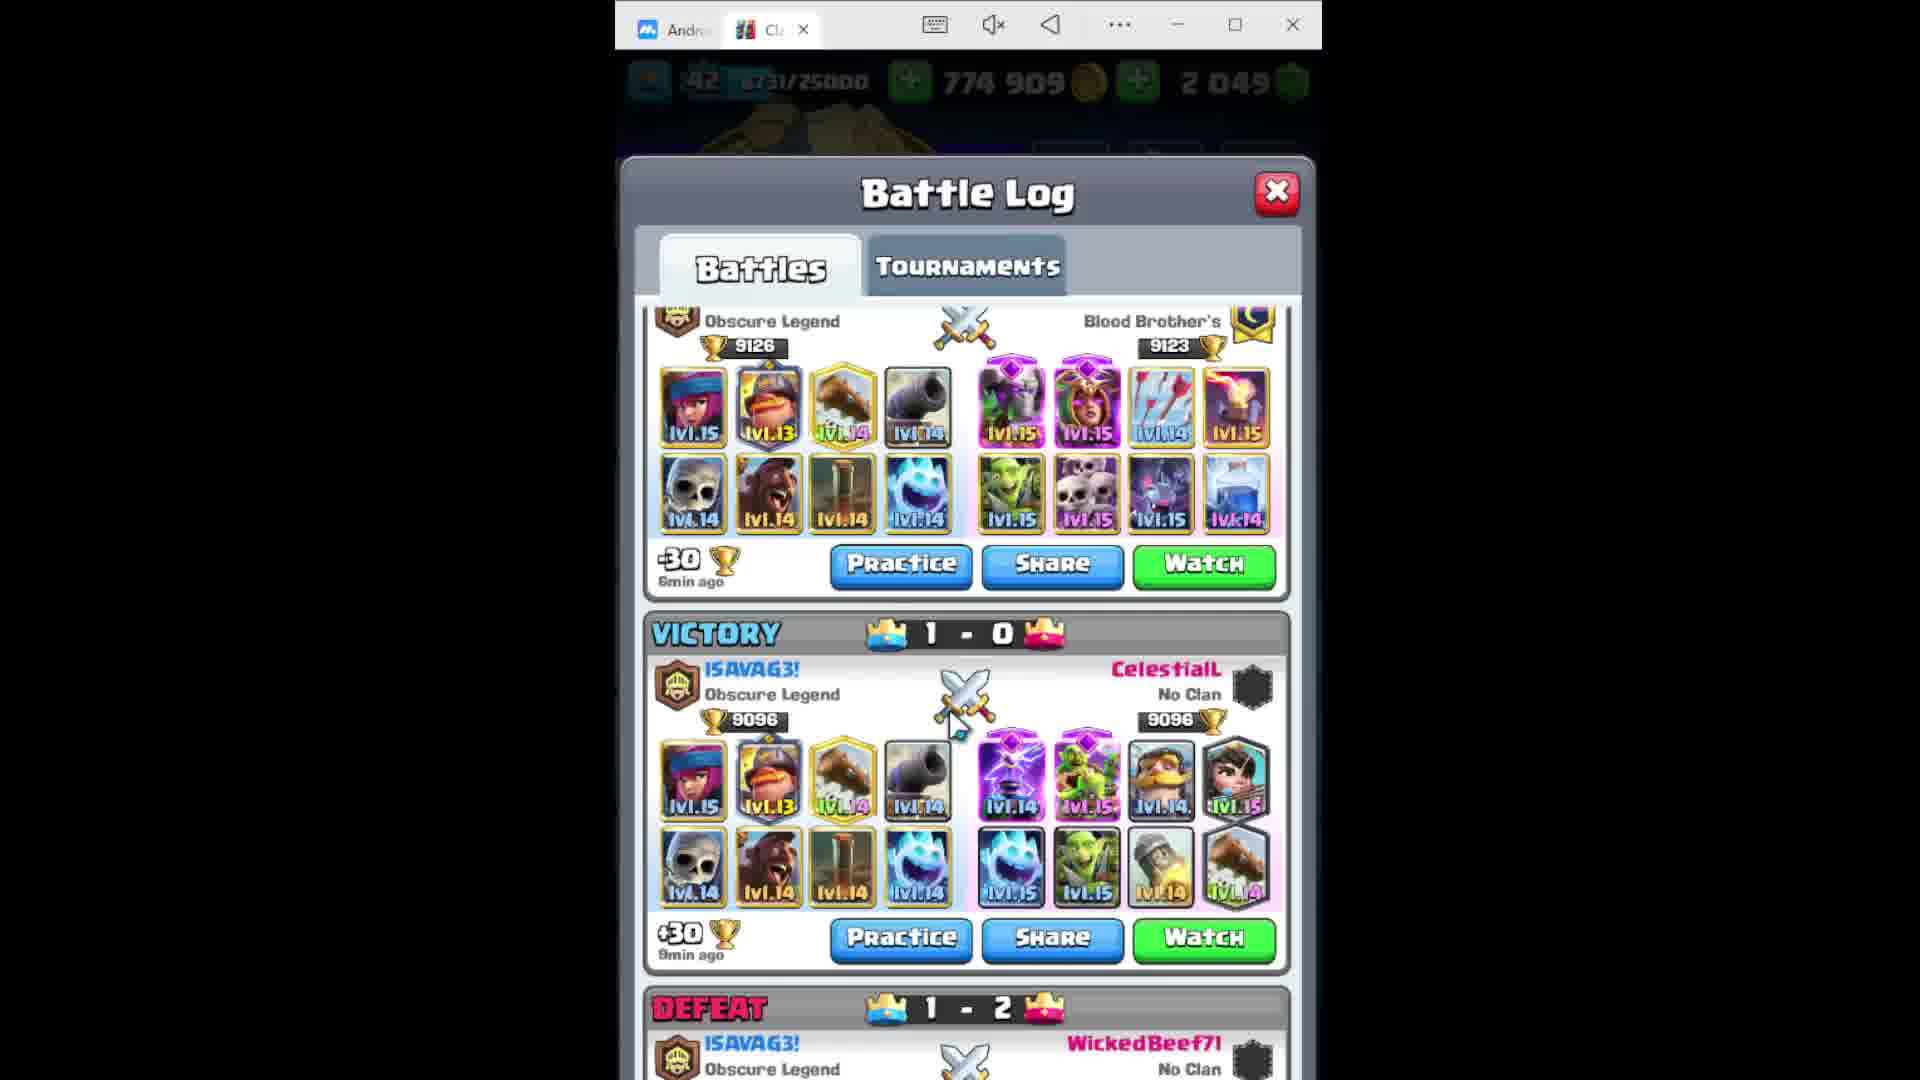 Andro
Cla
42 6731/25000 774 909 2 049
Battle Log
Battles Tournaments
Obscure Legend Blood Brother's
9126 9123
lvl.15 lvl.13 lvl.14 lvl.14 lvl.15 lvl.15 lvl.14 lvl.15
lvl.14 lvl.14 lvl.14 lvl.14 lvl.15 lvl.15 lvl.15 lvl.14
-30 Practice Share Watch
6min ago
VICTORY 1 - 0
ISAVAG3! CelestialL
Obscure Legend No Clan
9096 9096
lvl.15 lvl.13 lvl.14 lvl.14 lvl.14 lvl.15 lvl.14 lvl.15
lvl.14 lvl.14 lvl.14 lvl.14 lvl.15 lvl.15 lvl.14 lvl.14
+30 Practice Share Watch
9min ago
DEFEAT 1 - 2
ISAVAG3! WickedBeef71
Obscure Legend No Clan